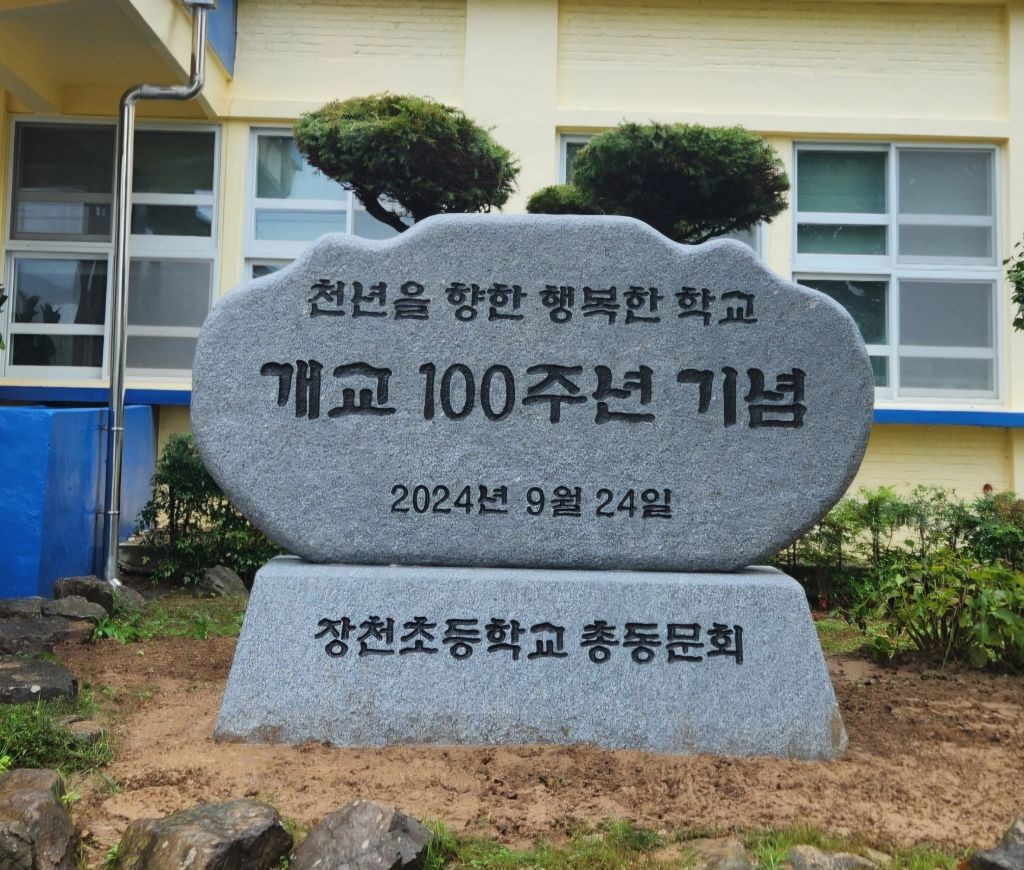 천년을 향한 행복한 학교
개교 100주년 기념
2024년 9월 24일
장천초등학교 총동문회